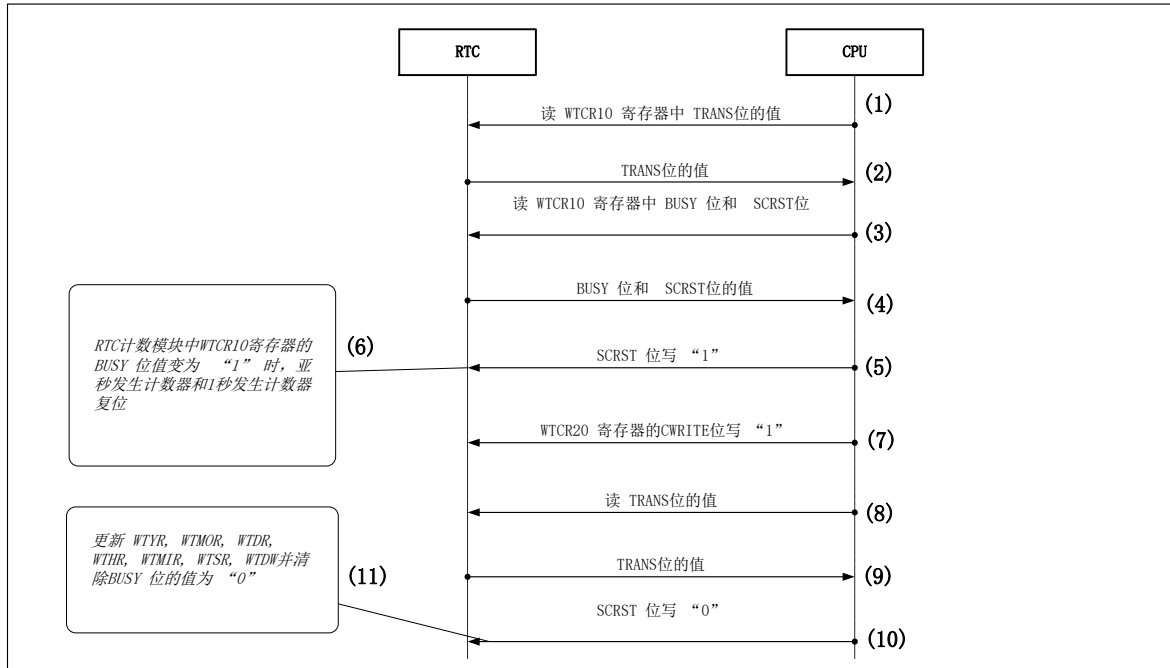 RTC
CPU
(1)
读 WTCR10 寄存器中 TRANS位的值
TRANS位的值
(2)
读 WTCR10 寄存器中 BUSY 位和 SCRST位
(3)
BUSY 位和 SCRST位的值
(4)
RTC计数模块中WTCR10寄存器的
BUSY 位值变为 “1” 时, 亚
秒发生计数器和1秒发生计数器
复位
(6)
SCRST 位写 “1”
(5)
WTCR20 寄存器的CWRITE位写 “1”
(7)
读 TRANS位的值
(8)
更新 WTYR, WTMOR, WTDR,
WTHR, WTMIR, WTSR, WTDW并清
除BUSY 位的值为 “0”
(11)
TRANS位的值
(9)
SCRST 位写 “0”
(10)